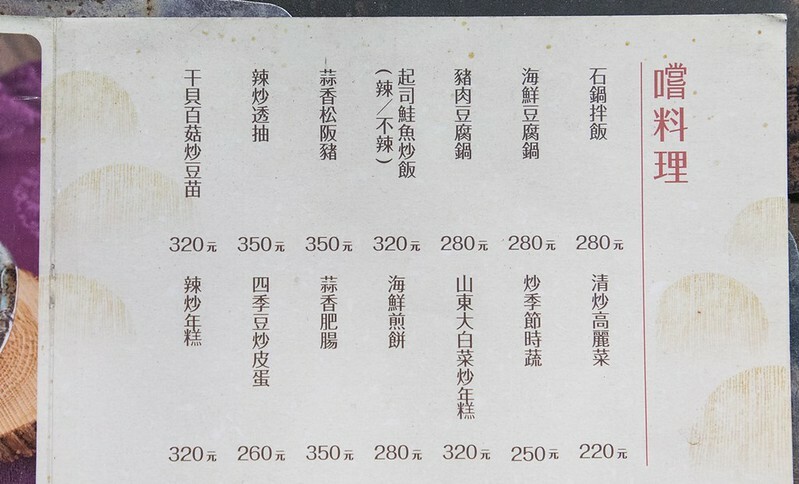 嚐料理
石鍋拌飯
280元
海鮮豆腐鍋
280元
豬肉豆腐鍋
280元
起司鮭魚炒飯
(辣／不辣)
320元
蒜香松阪豬
350元
辣炒透抽
350元
干貝百菇炒豆苗
320元
清炒高麗菜
220元
炒季節時蔬
250元
山東大白菜炒年糕
320元
海鮮煎餅
280元
蒜香肥腸
350元
四季豆炒皮蛋
260元
辣炒年糕
320元